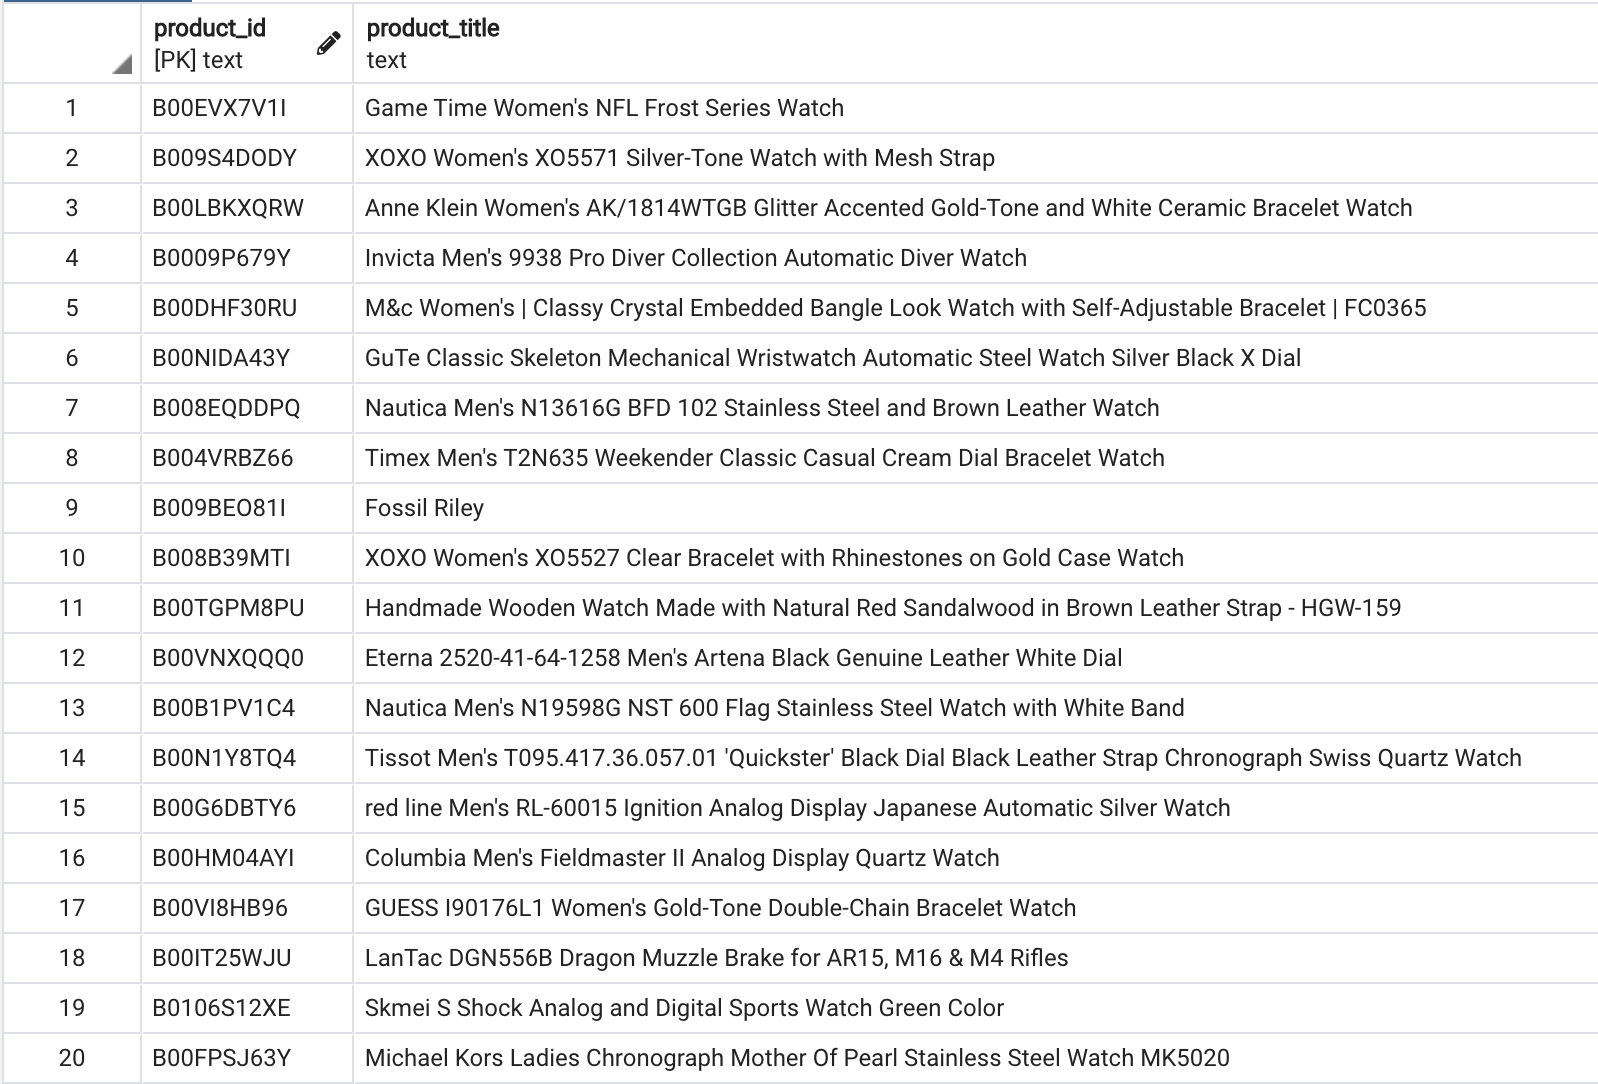 product_id product_title
[PK] text text
1 B00EVX7V1I Game Time Women's NFL Frost Series Watch
2 B009S4DODY XOXO Women's XO5571 Silver-Tone Watch with Mesh Strap
3 B00LBKXQRW Anne Klein Women's AK/1814WTGB Glitter Accented Gold-Tone and White Ceramic Bracelet Watch
4 B0009P679Y Invicta Men's 9938 Pro Diver Collection Automatic Diver Watch
5 B00DHF30RU M&c Women's | Classy Crystal Embedded Bangle Look Watch with Self-Adjustable Bracelet | FC0365
6 B00NIDA43Y GuTe Classic Skeleton Mechanical Wristwatch Automatic Steel Watch Silver Black X Dial
7 B008EQDDPQ Nautica Men's N13616G BFD 102 Stainless Steel and Brown Leather Watch
8 B004VRBZ66 Timex Men's T2N635 Weekender Classic Casual Cream Dial Bracelet Watch
9 B009BEO81I Fossil Riley
10 B008B39MTI XOXO Women's XO5527 Clear Bracelet with Rhinestones on Gold Case Watch
11 B00TGPM8PU Handmade Wooden Watch Made with Natural Red Sandalwood in Brown Leather Strap - HGW-159
12 B00VNXQQQ0 Eterna 2520-41-64-1258 Men's Artena Black Genuine Leather White Dial
13 B00B1PV1C4 Nautica Men's N19598G NST 600 Flag Stainless Steel Watch with White Band
14 B00N1Y8TQ4 Tissot Men's T095.417.36.057.01 'Quickster' Black Dial Black Leather Strap Chronograph Swiss Quartz Watch
15 B00G6DBTY6 red line Men's RL-60015 Ignition Analog Display Japanese Automatic Silver Watch
16 B00HM04AYI Columbia Men's Fieldmaster II Analog Display Quartz Watch
17 B00VI8HB96 GUESS I90176L1 Women's Gold-Tone Double-Chain Bracelet Watch
18 B00IT25WJU LanTac DGN556B Dragon Muzzle Brake for AR15, M16 & M4 Rifles
19 B0106S12XE Skmei S Shock Analog and Digital Sports Watch Green Color
20 B00FPSJ63Y Michael Kors Ladies Chronograph Mother Of Pearl Stainless Steel Watch MK5020